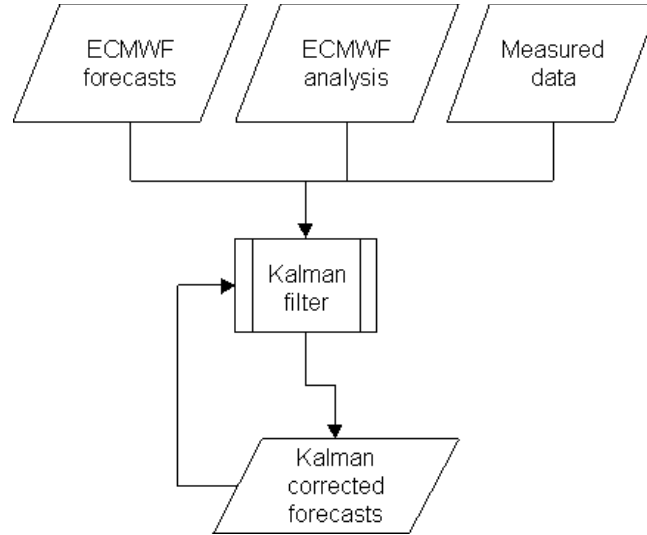 ECMWF
forecasts
ECMWF
analysis
Measured
data
Kalman
filter
Kalman
corrected
forecasts